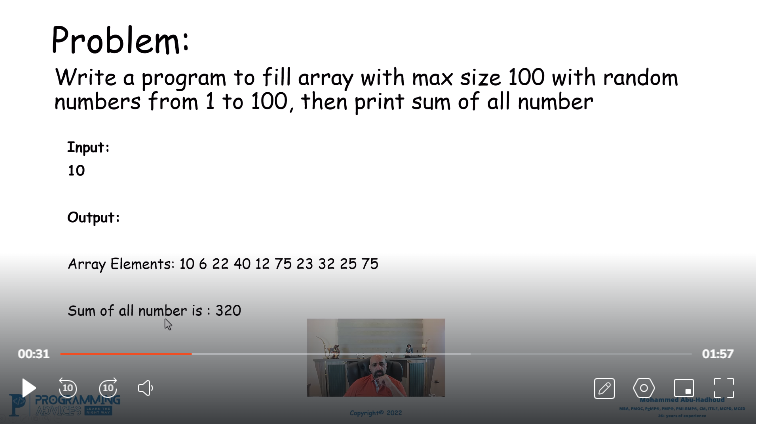 Problem:
Write a program to fill array with max size 100 with random
numbers from 1 to 100, then print sum of all number
Input:
10
Output:
Array Elements: 10 6 22 40 12 75 23 32 25 75
Sum of all number is : 320
00:31
01:57
10
10
PROGRAMMING
ADVICES
Mohammed Abu-Hadhoud
Copyright© 2022